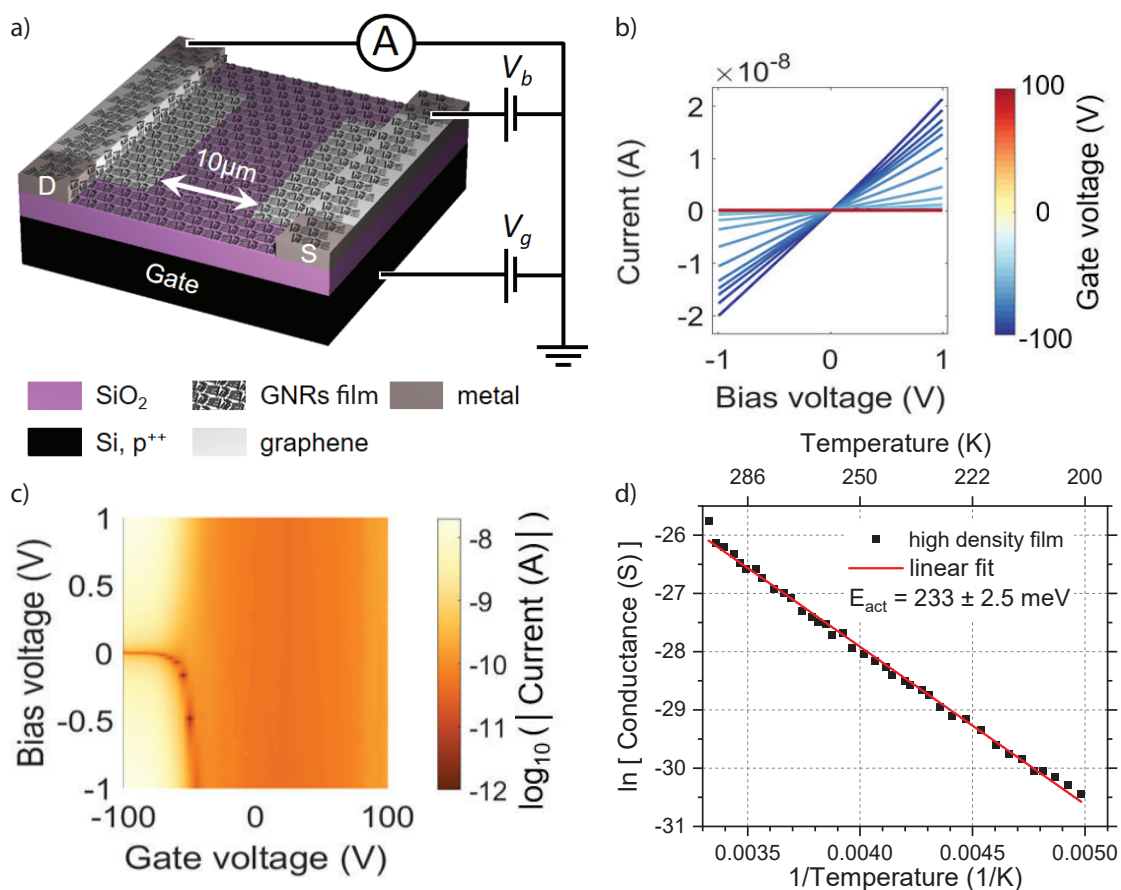 a)
A
V_b
10μm
D
S
V_g
Gate
SiO₂
GNRs film
metal
Si, p⁺⁺
graphene
b)
×10⁻⁸
2
1
0
-1
-2
Current (A)
-1
0
1
Bias voltage (V)
100
0
-100
Gate voltage (V)
c)
1
0.5
0
-0.5
-1
Bias voltage (V)
-100
0
100
Gate voltage (V)
-8
-9
-10
-11
-12
log₁₀(|Current (A)|)
d)
Temperature (K)
286
250
222
200
-26
-27
-28
-29
-30
-31
ln [ Conductance (S) ]
high density film
linear fit
E_act = 233 ± 2.5 meV
0.0035
0.0040
0.0045
0.0050
1/Temperature (1/K)